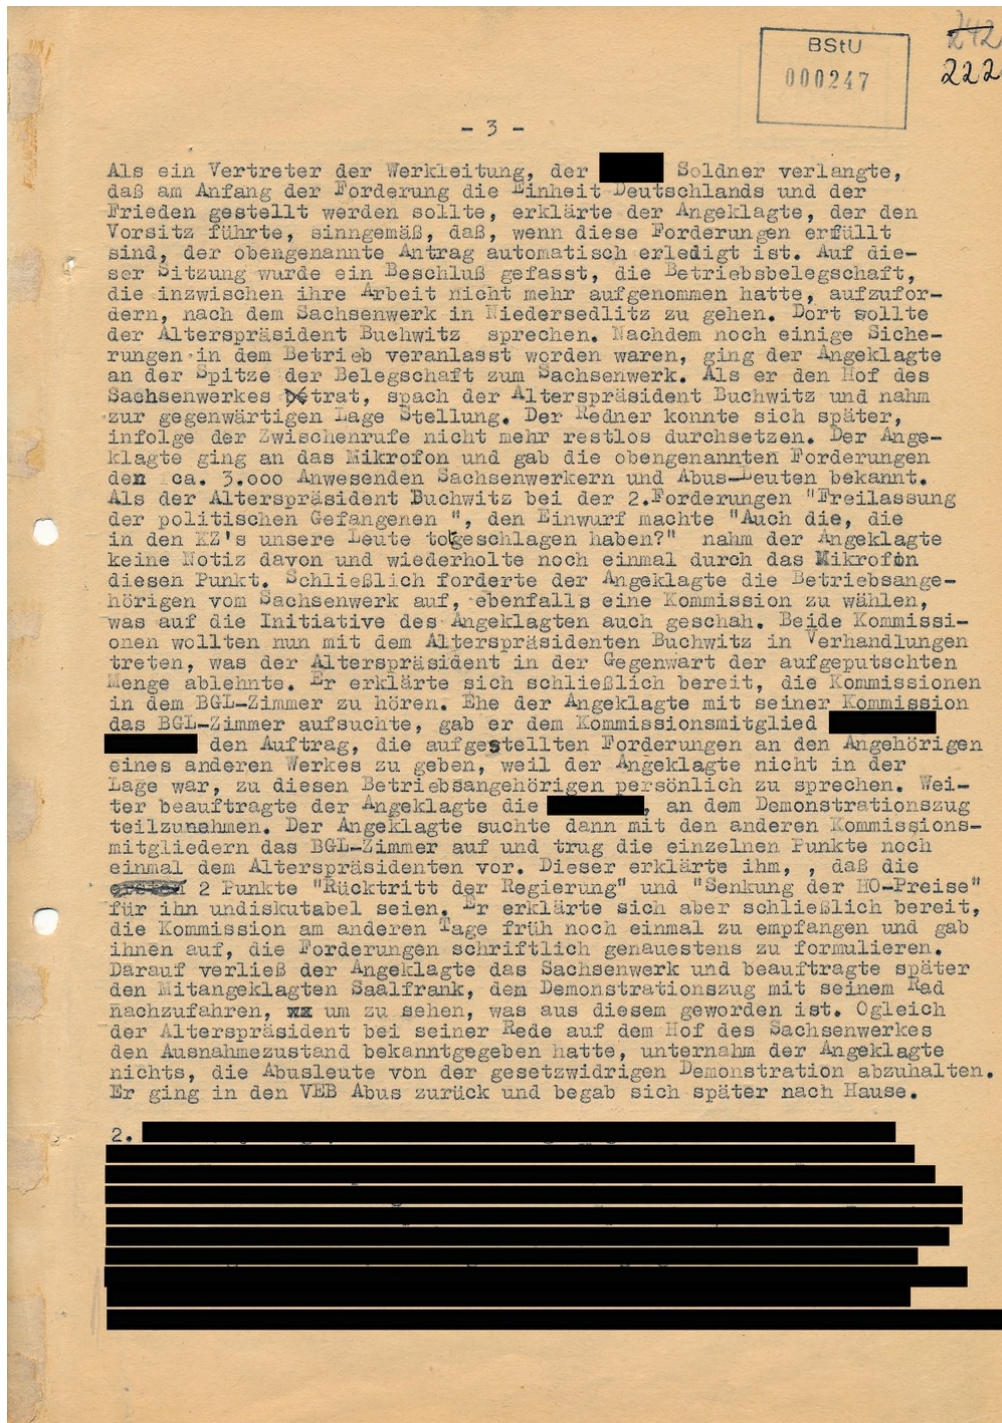 BStU
000247
242
222
- 3 -
Als ein Vertreter der Werkleitung, der Soldner verlangte,
daß am Anfang der Forderung die Einheit Deutschlands und der
Frieden gestellt werden sollte, erklärte der Angeklagte, der den
Vorsitz führte, sinngemäß, daß, wenn diese Forderungen erfüllt
sind, der obengenannte Antrag automatisch erledigt ist. Auf die-
ser Sitzung wurde ein Beschluß gefasst, die Betriebsbelegschaft,
die inzwischen ihre Arbeit nicht mehr aufgenommen hatte, aufzufor-
dern, nach dem Sachsenwerk in Niedersedlitz zu gehen. Dort sollte
der Alterspräsident Buchwitz sprechen. Nachdem noch einige Siche-
rungen in dem Betrieb veranlasst worden waren, ging der Angeklagte
an der Spitze der Belegschaft zum Sachsenwerk. Als er den Hof des
Sachsenwerkes betrat, spach der Alterspräsident Buchwitz und nahm
zur gegenwärtigen Lage Stellung. Der Redner konnte sich später,
infolge der Zwischenrufe nicht mehr restlos durchsetzen. Der Ange-
klagte ging an das Mikrofon und gab die obengenannten Forderungen
den ca. 3.000 Anwesenden Sachsenwerkern und Abus-Leuten bekannt.
Als der Alterspräsident Buchwitz bei der 2.Forderungen "Freilassung
der politischen Gefangenen ", den Einwurf machte "Auch die, die
in den KZ's unsere Leute totgeschlagen haben?" nahm der Angeklagte
keine Notiz davon und wiederholte noch einmal durch das Mikrofon
diesen Punkt. Schließlich forderte der Angeklagte die Betriebsange-
hörigen vom Sachsenwerk auf, ebenfalls eine Kommission zu wählen,
was auf die Initiative des Angeklagten auch geschah. Beide Kommissi-
onen wollten nun mit dem Alterspräsidenten Buchwitz in Verhandlungen
treten, was der Alterspräsident in der Gegenwart der aufgeputschten
Menge ablehnte. Er erklärte sich schließlich bereit, die Kommissionen
in dem BGL-Zimmer zu hören. Ehe der Angeklagte mit seiner Kommission
das BGL-Zimmer aufsuchte, gab er dem Kommissionsmitglied
den Auftrag, die aufgestellten Forderungen an den Angehörigen
eines anderen Werkes zu geben, weil der Angeklagte nicht in der
Lage war, zu diesen Betriebsangehörigen persönlich zu sprechen. Wei-
ter beauftragte der Angeklagte die , an dem Demonstrationszug
teilzunehmen. Der Angeklagte suchte dann mit den anderen Kommissions-
mitgliedern das BGL-Zimmer auf und trug die einzelnen Punkte noch
einmal dem Alterspräsidenten vor. Dieser erklärte ihm, , daß die
ersten 2 Punkte "Rücktritt der Regierung" und "Senkung der HO-Preise"
für ihn undiskutabel seien. Er erklärte sich aber schließlich bereit,
die Kommission am anderen Tage früh noch einmal zu empfangen und gab
ihnen auf, die Forderungen schriftlich genauestens zu formulieren.
Darauf verließ der Angeklagte das Sachsenwerk und beauftragte später
den Mitangeklagten Saalfrank, dem Demonstrationszug mit seinem Rad
nachzufahren, xx um zu sehen, was aus diesem geworden ist. Ogleich
der Alterspräsident bei seiner Rede auf dem Hof des Sachsenwerkes
den Ausnahmezustand bekanntgegeben hatte, unternahm der Angeklagte
nichts, die Abusleute von der gesetzwidrigen Demonstration abzuhalten.
Er ging in den VEB Abus zurück und begab sich später nach Hause.
2.